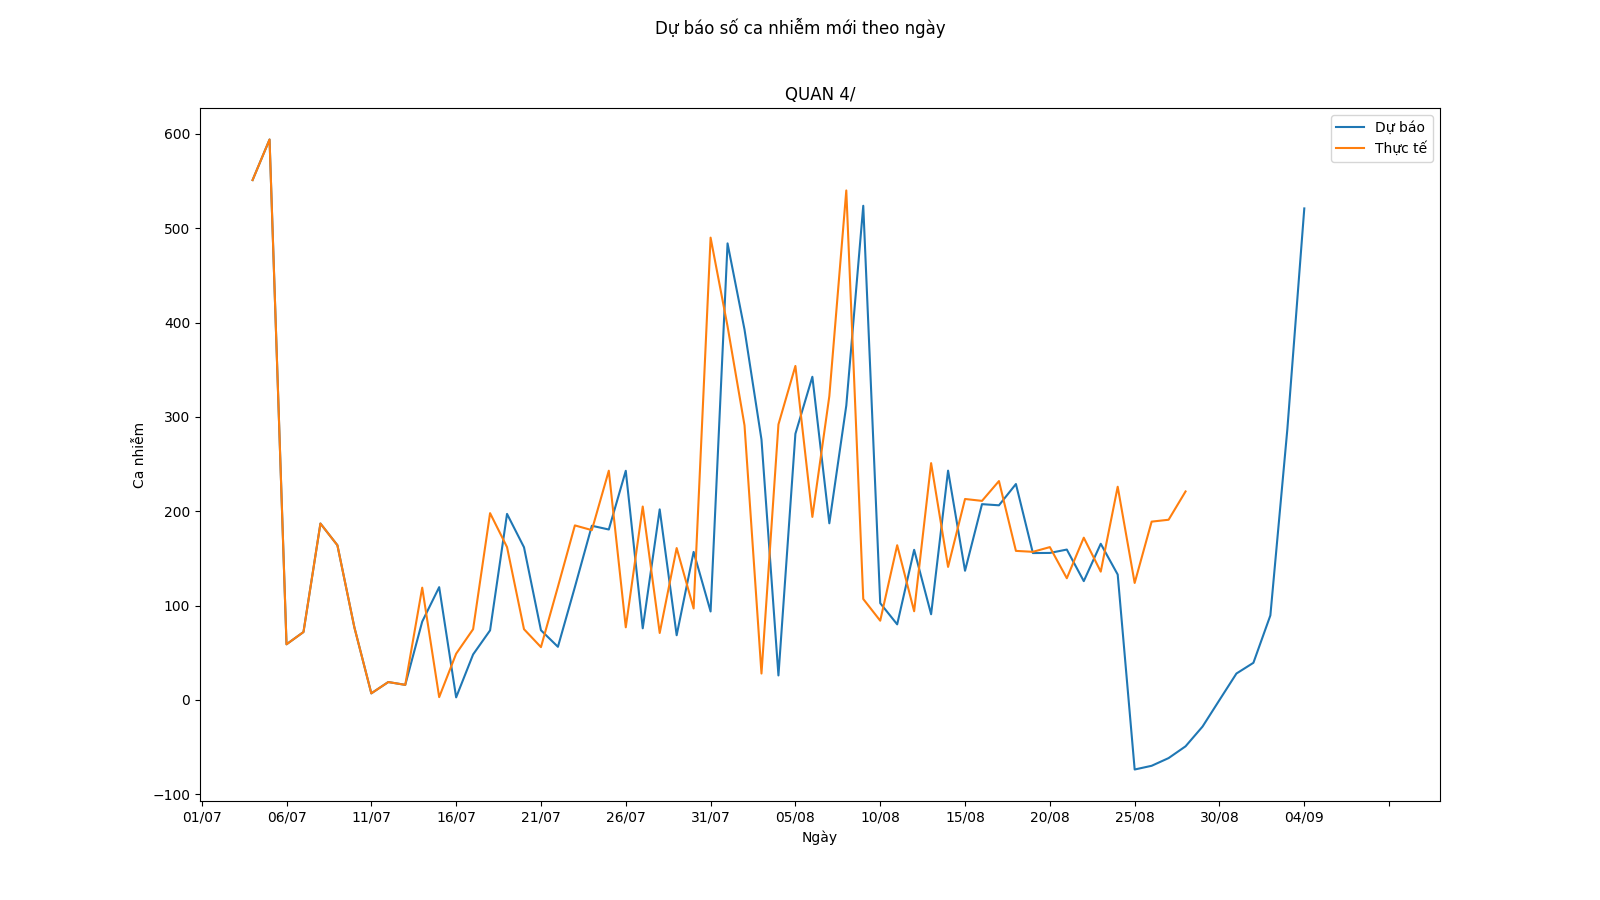 Dự báo số ca nhiễm mới theo ngày
QUAN 4/
Dự báo
Thực tế
600
500
400
300
200
100
0
−100
Ca nhiễm
01/07 06/07 11/07 16/07 21/07 26/07 31/07 05/08 10/08 15/08 20/08 25/08 30/08 04/09
Ngày